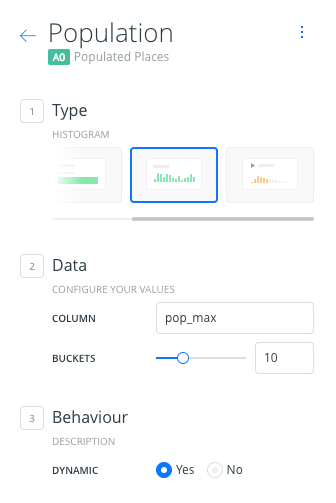 Population
A0 Populated Places
1 Type
HISTOGRAM
2 Data
CONFIGURE YOUR VALUES
COLUMN pop_max
BUCKETS 10
3 Behaviour
DESCRIPTION
DYNAMIC Yes No